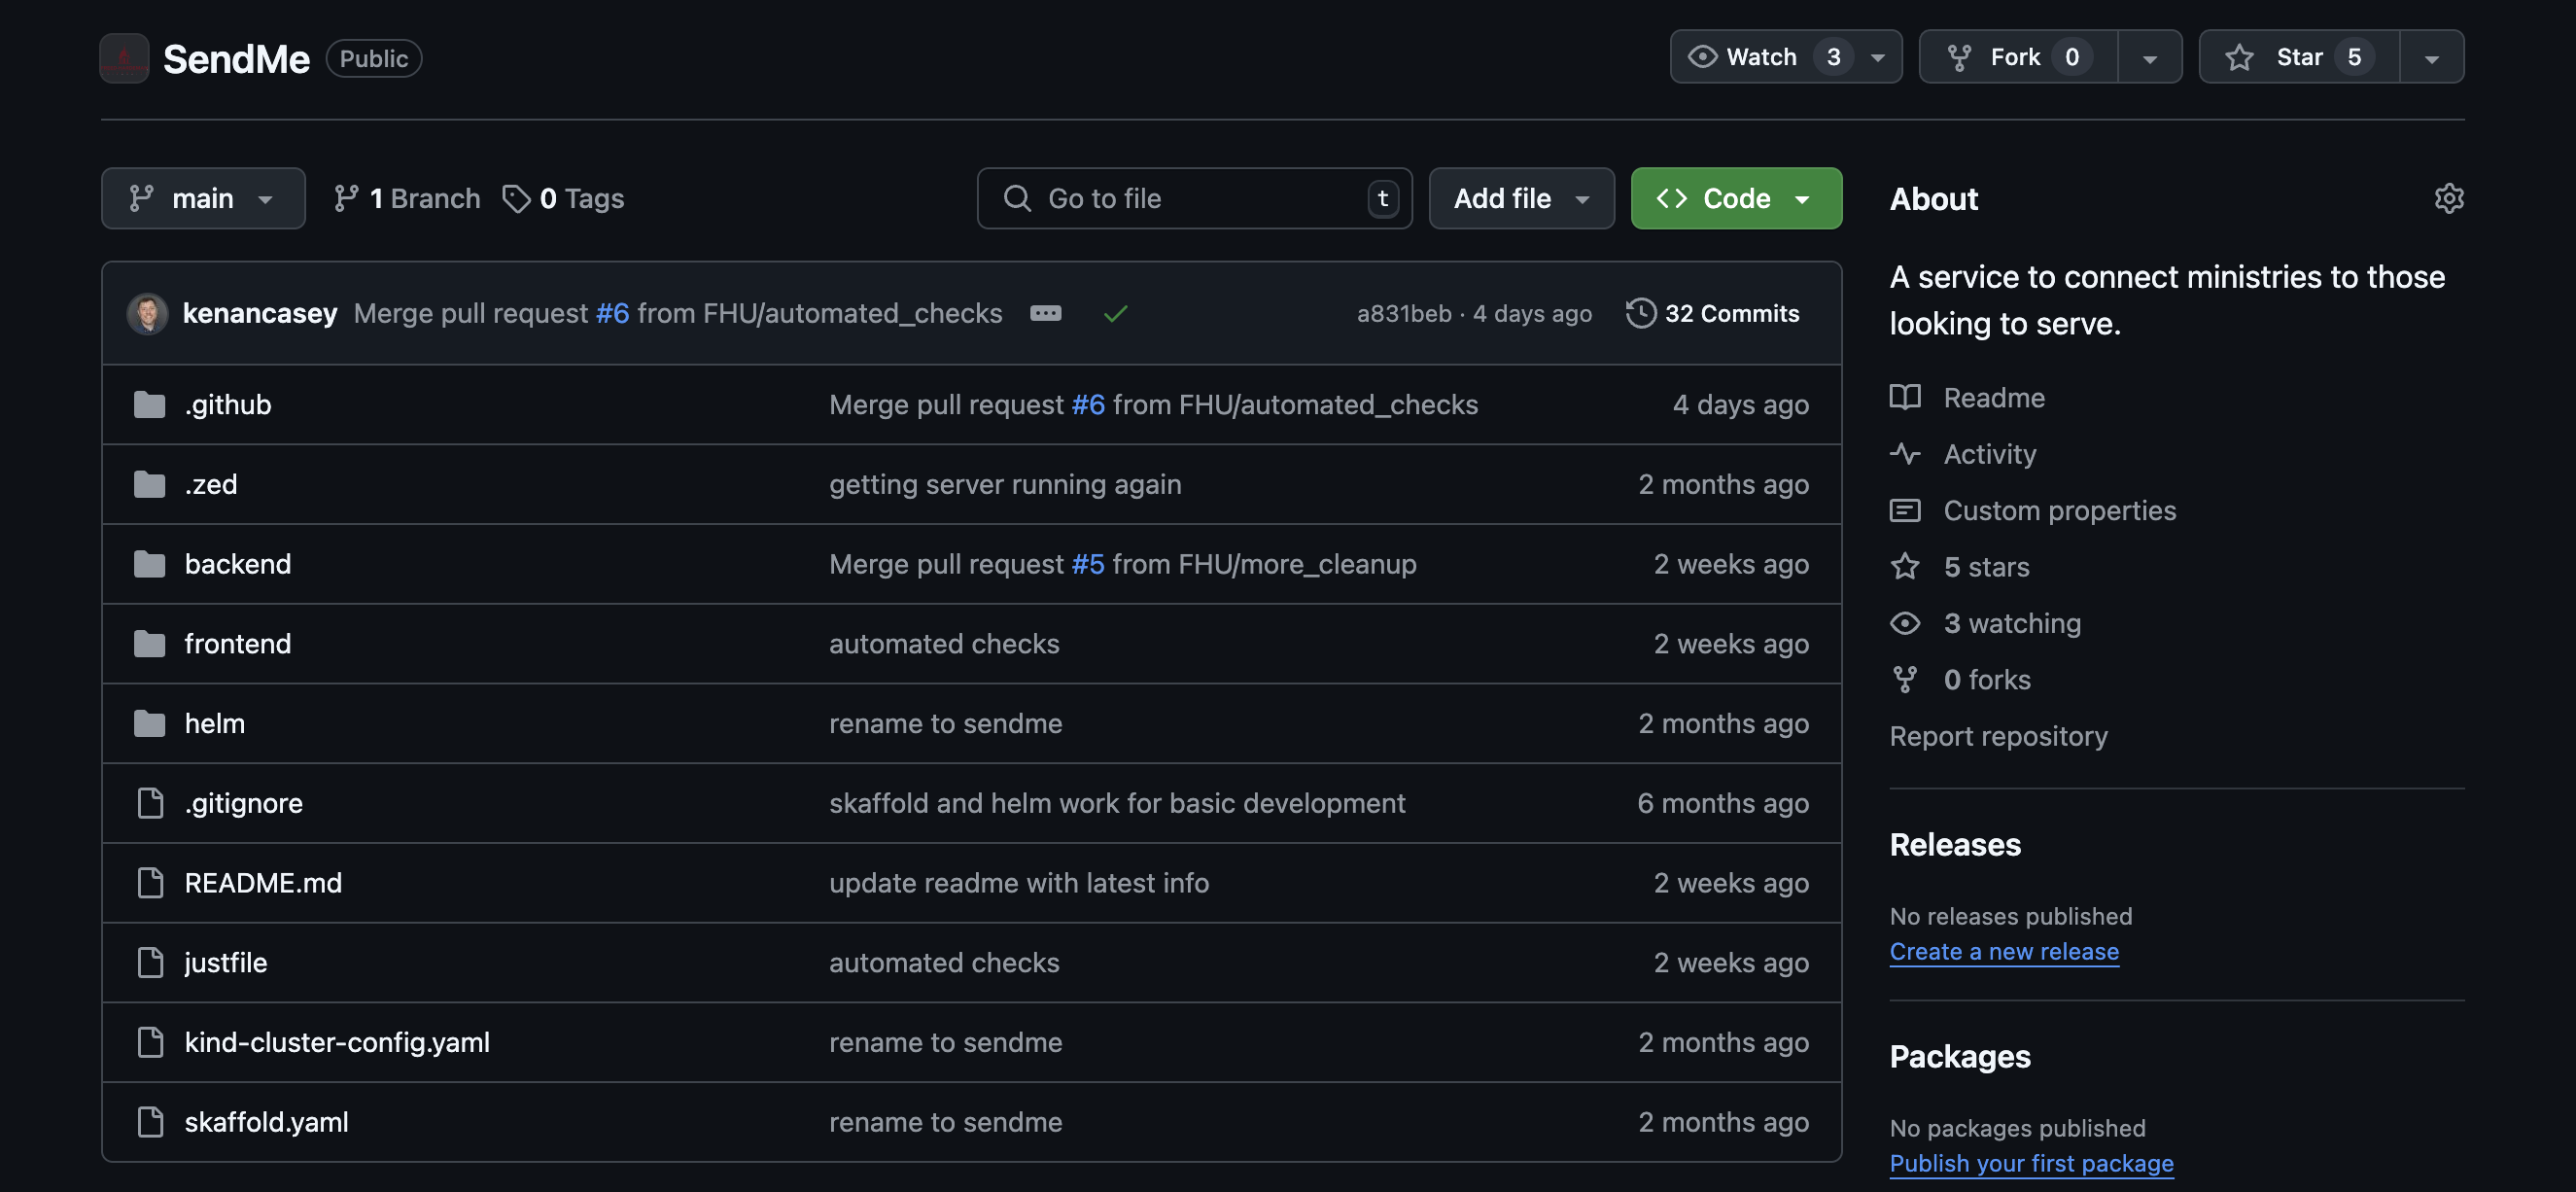 SendMe Public Watch 3 Fork 0 Star 5
main 1 Branch 0 Tags Go to file t Add file Code
kenancasey Merge pull request #6 from FHU/automated_checks a831beb · 4 days ago 32 Commits
.github Merge pull request #6 from FHU/automated_checks 4 days ago
.zed getting server running again 2 months ago
backend Merge pull request #5 from FHU/more_cleanup 2 weeks ago
frontend automated checks 2 weeks ago
helm rename to sendme 2 months ago
.gitignore skaffold and helm work for basic development 6 months ago
README.md update readme with latest info 2 weeks ago
justfile automated checks 2 weeks ago
kind-cluster-config.yaml rename to sendme 2 months ago
skaffold.yaml rename to sendme 2 months ago
About
A service to connect ministries to those
looking to serve.
Readme
Activity
Custom properties
5 stars
3 watching
0 forks
Report repository
Releases
No releases published
Create a new release
Packages
No packages published
Publish your first package